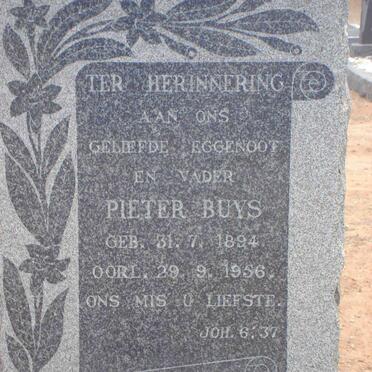 TER HERINNERING
AAN ONS
GELIEFDE EGGENOOT
EN VADER
PIETER BUYS
GEB. 31. 7. 1894
OORL. 29. 9. 1956.
ONS MIS U LIEFSTE.
JOH. 6:37